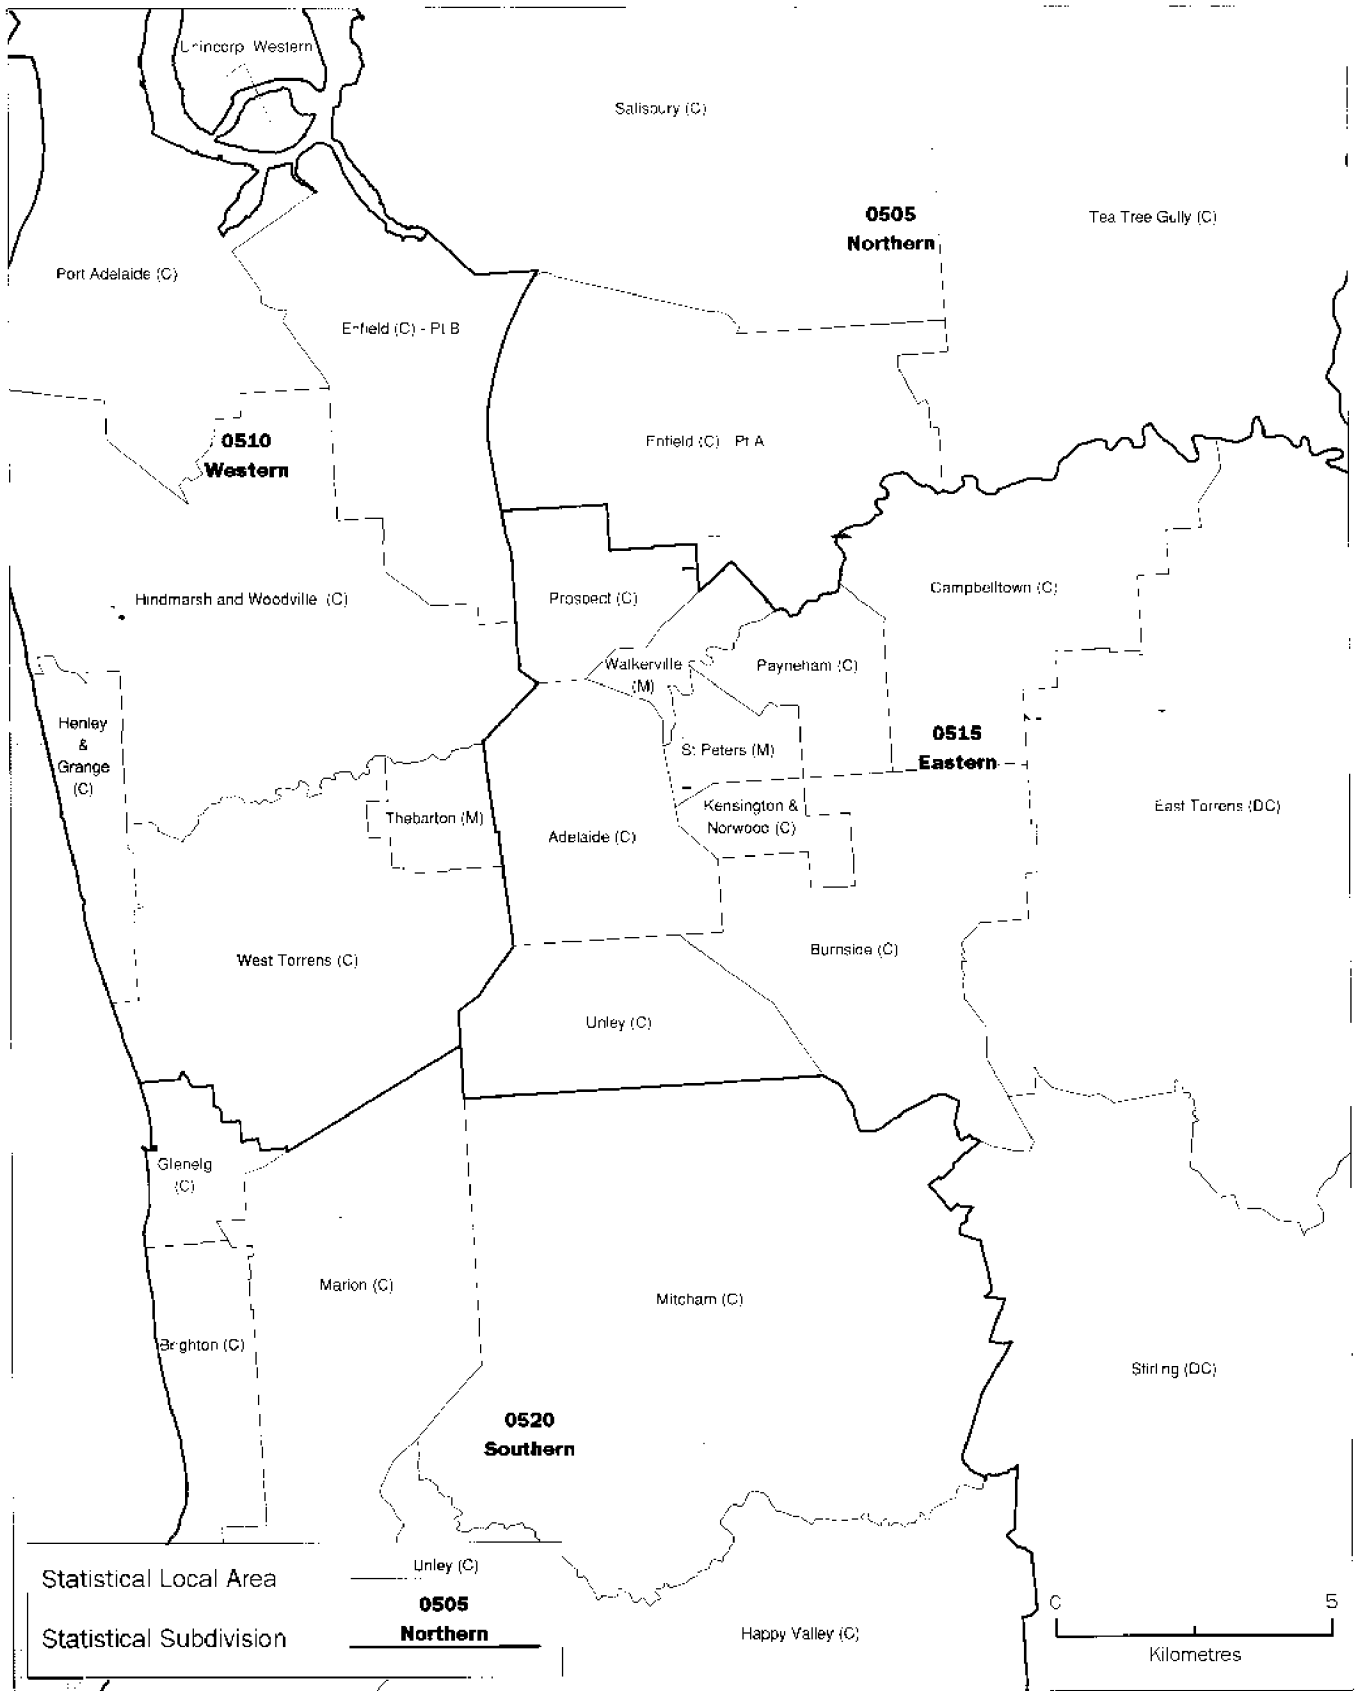 Unincorp Western
Salisbury (C)
0505
Northern
Tea Tree Gully (C)
Port Adelaide (C)
Enfield (C) - Pt B
0510
Western
Enfield (C) Pt A
Hindmarsh and Woodville (C)
Prospect (C)
Campbelltown (C)
Walkerville
(M)
Payneham (C)
Henley
&
Grange
(C)
St Peters (M)
0515
Eastern
Thebarton (M)
Adelaide (C)
Kensington &
Norwood (C)
East Torrens (DC)
West Torrens (C)
Burnside (C)
Unley (C)
Glenelg
(C)
Marion (C)
Mitcham (C)
Brighton (C)
Stirling (DC)
0520
Southern
Statistical Local Area
Unley (C)
0505
Northern
Statistical Subdivision
Happy Valley (C)
0 5
Kilometres